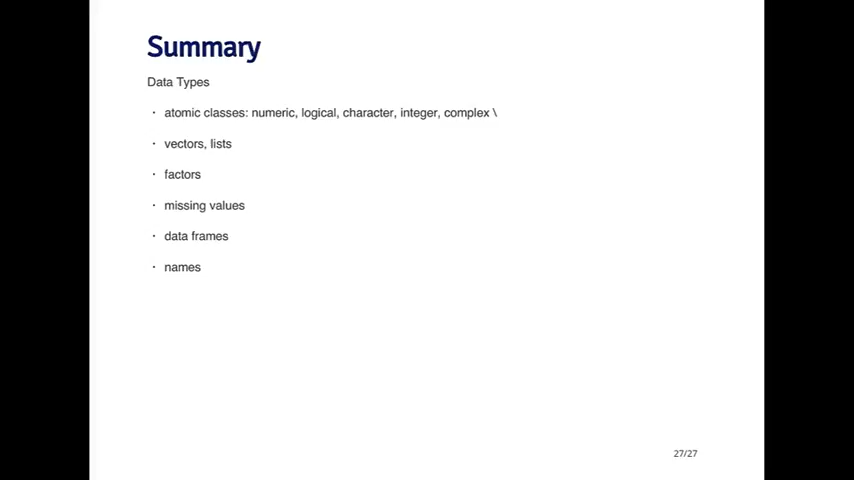 Summary
Data Types
· atomic classes: numeric, logical, character, integer, complex \
· vectors, lists
· factors
· missing values
· data frames
· names
27/27